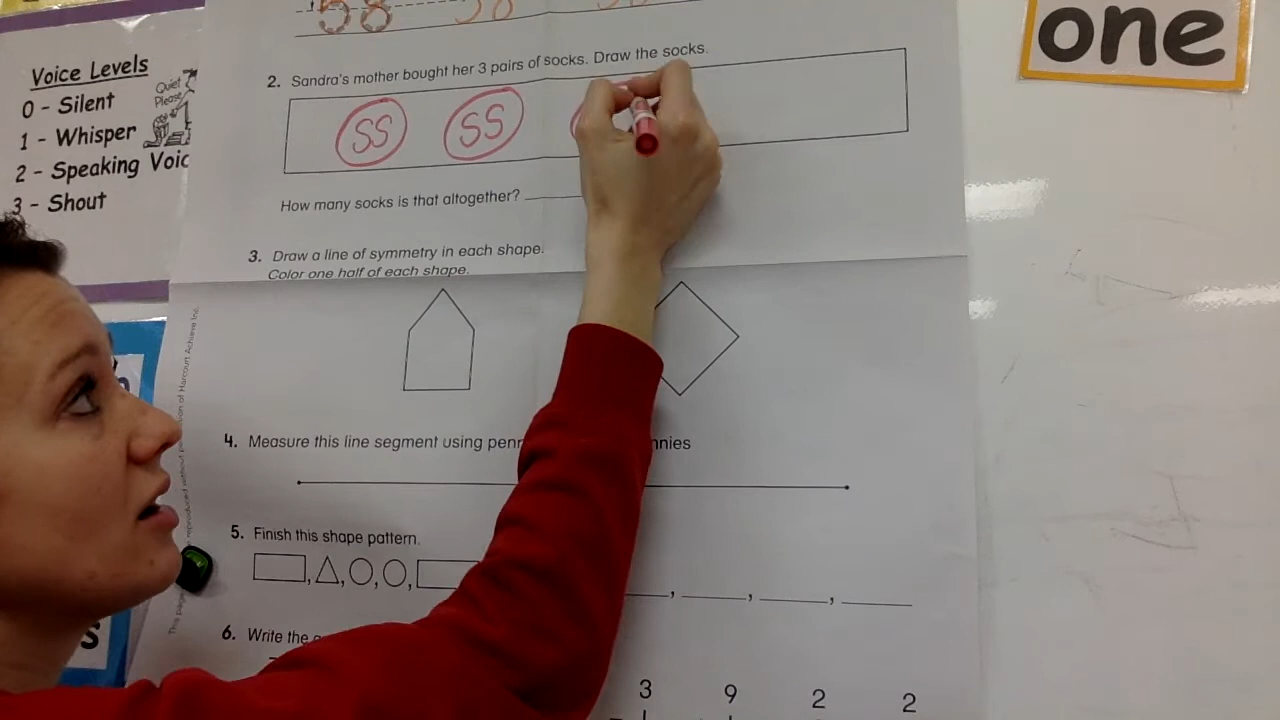 one
Voice Levels
Quiet
Please
0 - Silent
1 - Whisper
2 - Speaking Voic
3 - Shout
58
2. Sandra's mother bought her 3 pairs of socks. Draw the socks.
SS SS
How many socks is that altogether?
3. Draw a line of symmetry in each shape.
Color one half of each shape.
4. Measure this line segment using penn nnies
5. Finish this shape pattern.
6. Write the
3 9 2 2